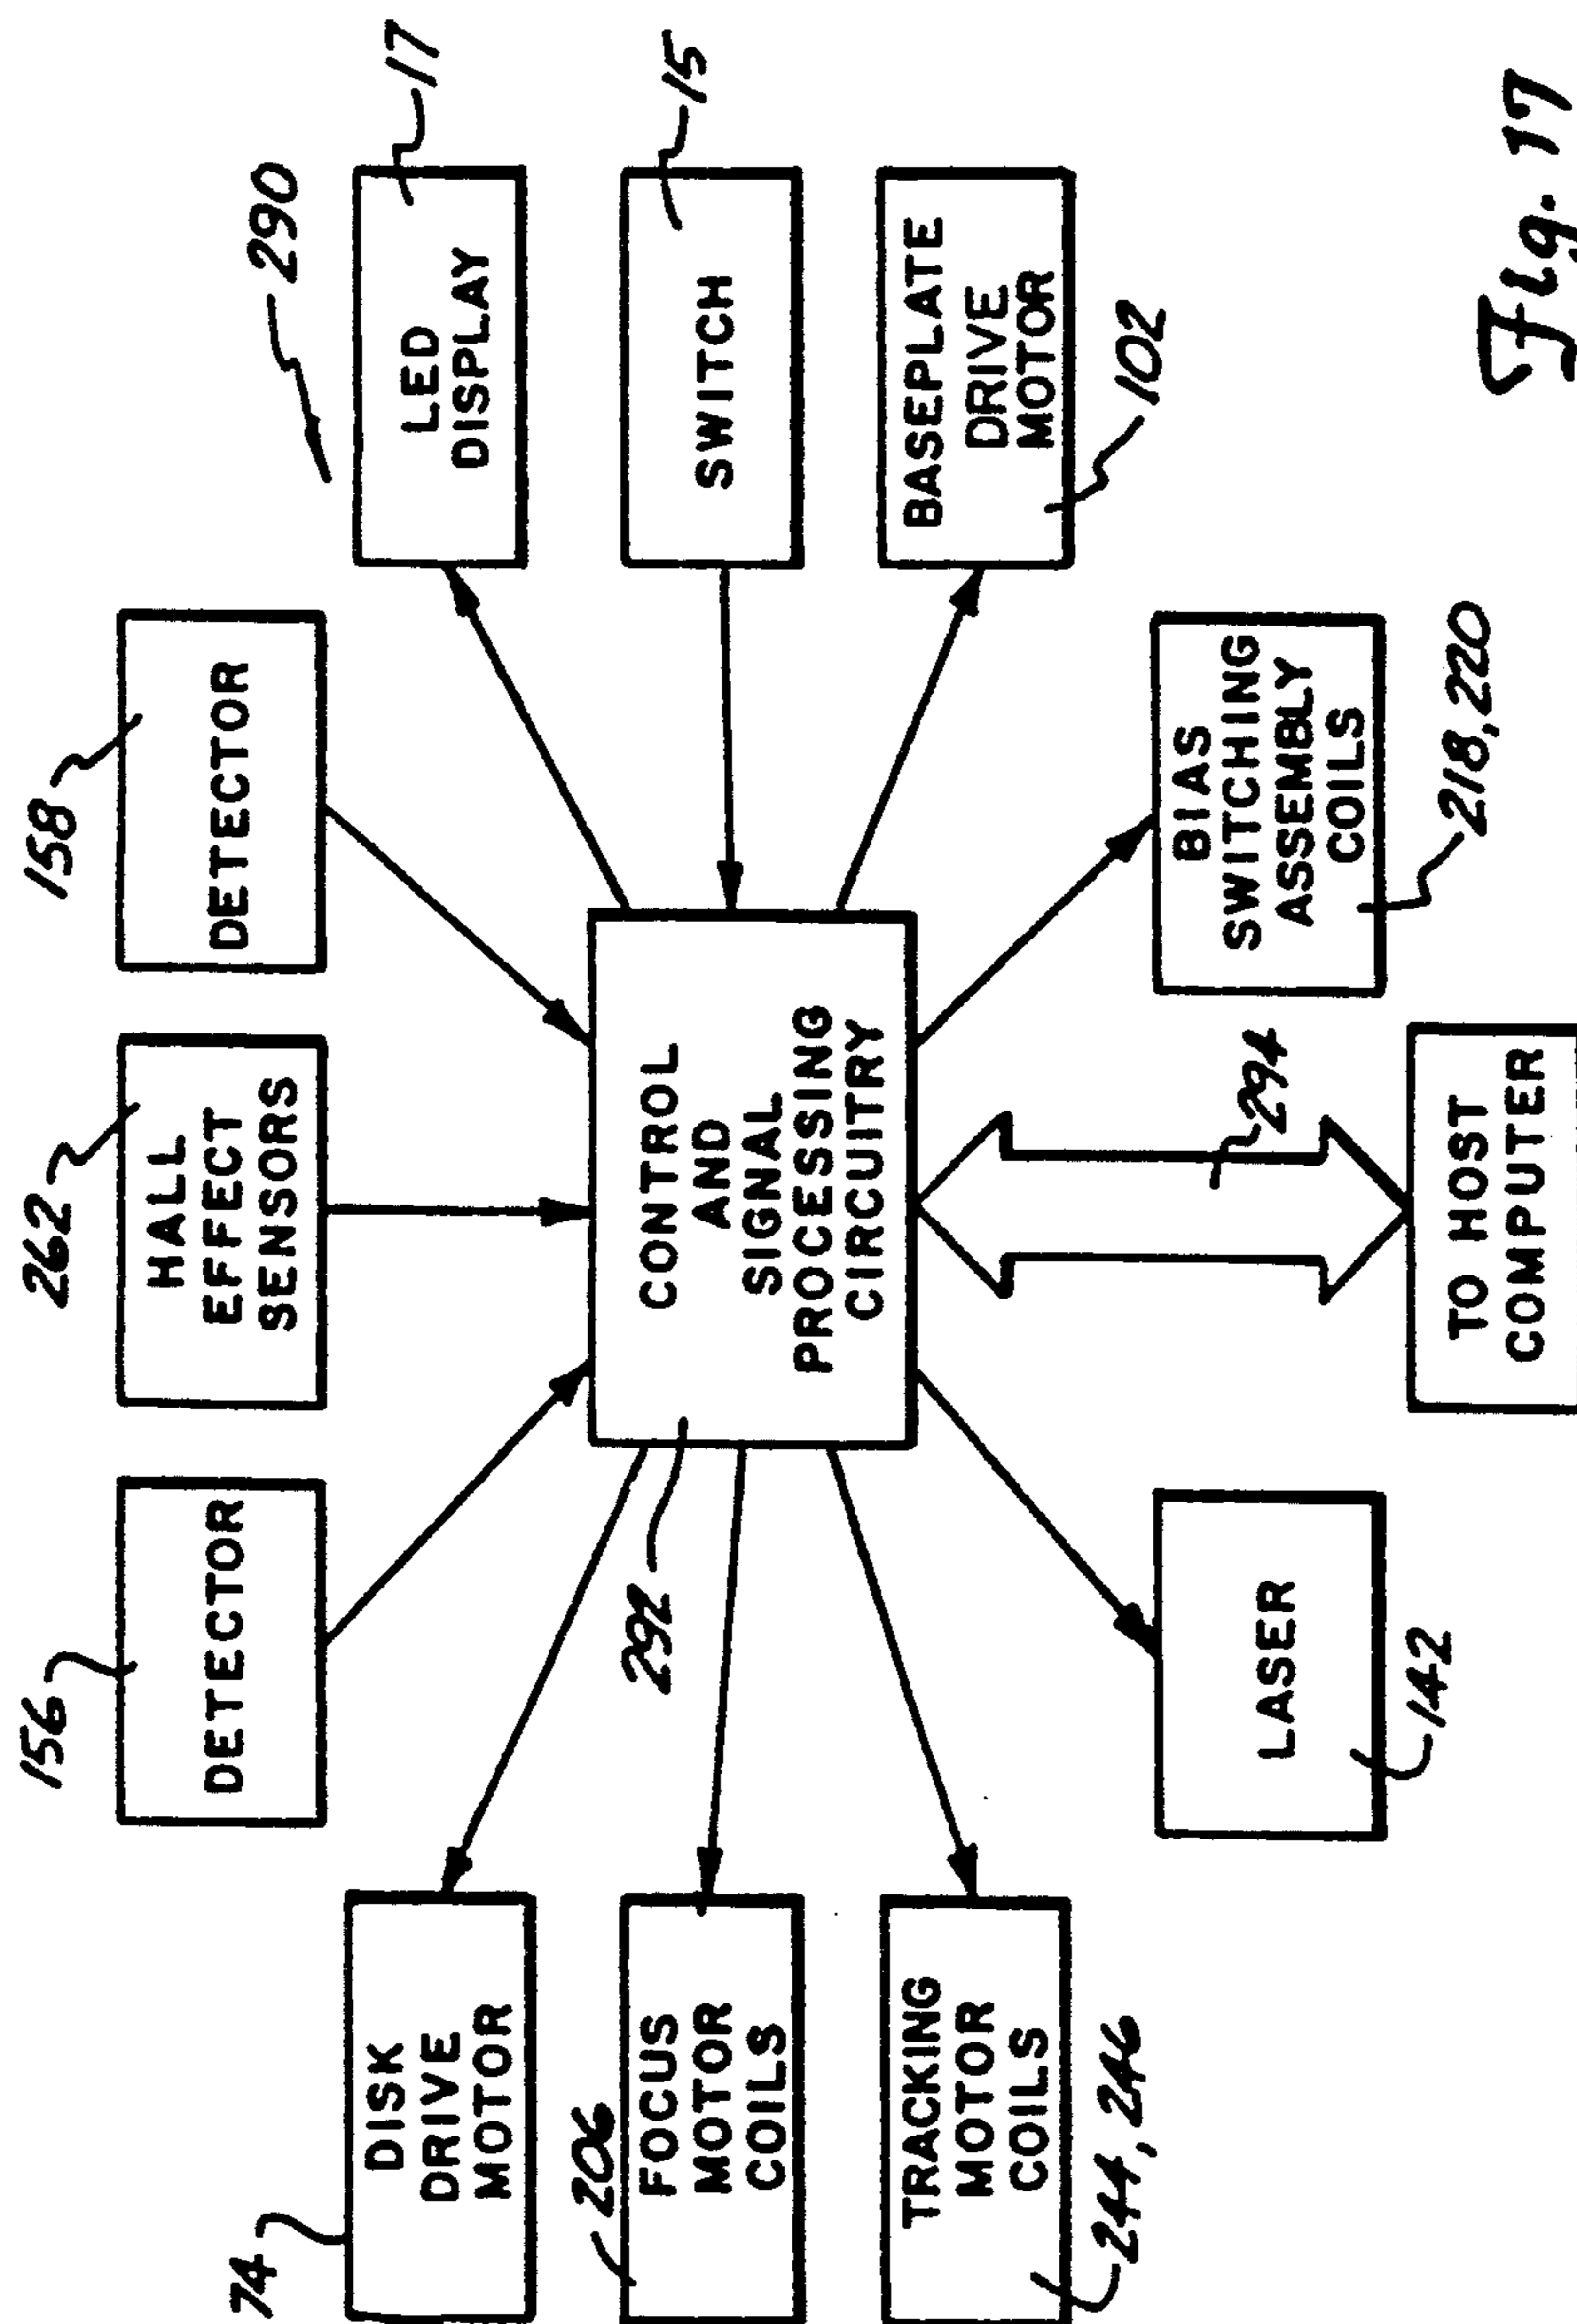 156
262
158
290
DETECTOR
HALL
EFFECT
SENSORS
DETECTOR
74
DISK
DRIVE
MOTOR
LED
DISPLAY
17
206
FOCUS
MOTOR
COILS
292
CONTROL
AND
SIGNAL
PROCESSING
CIRCUITRY
SWITCH
15
TRACKING
MOTOR
COILS
244, 246
BASEPLATE
DRIVE
MOTOR
102
LASER
142
294
BIAS
SWITCHING
ASSEMBLY
COILS
218, 220
TO HOST
COMPUTER
Fig. 17